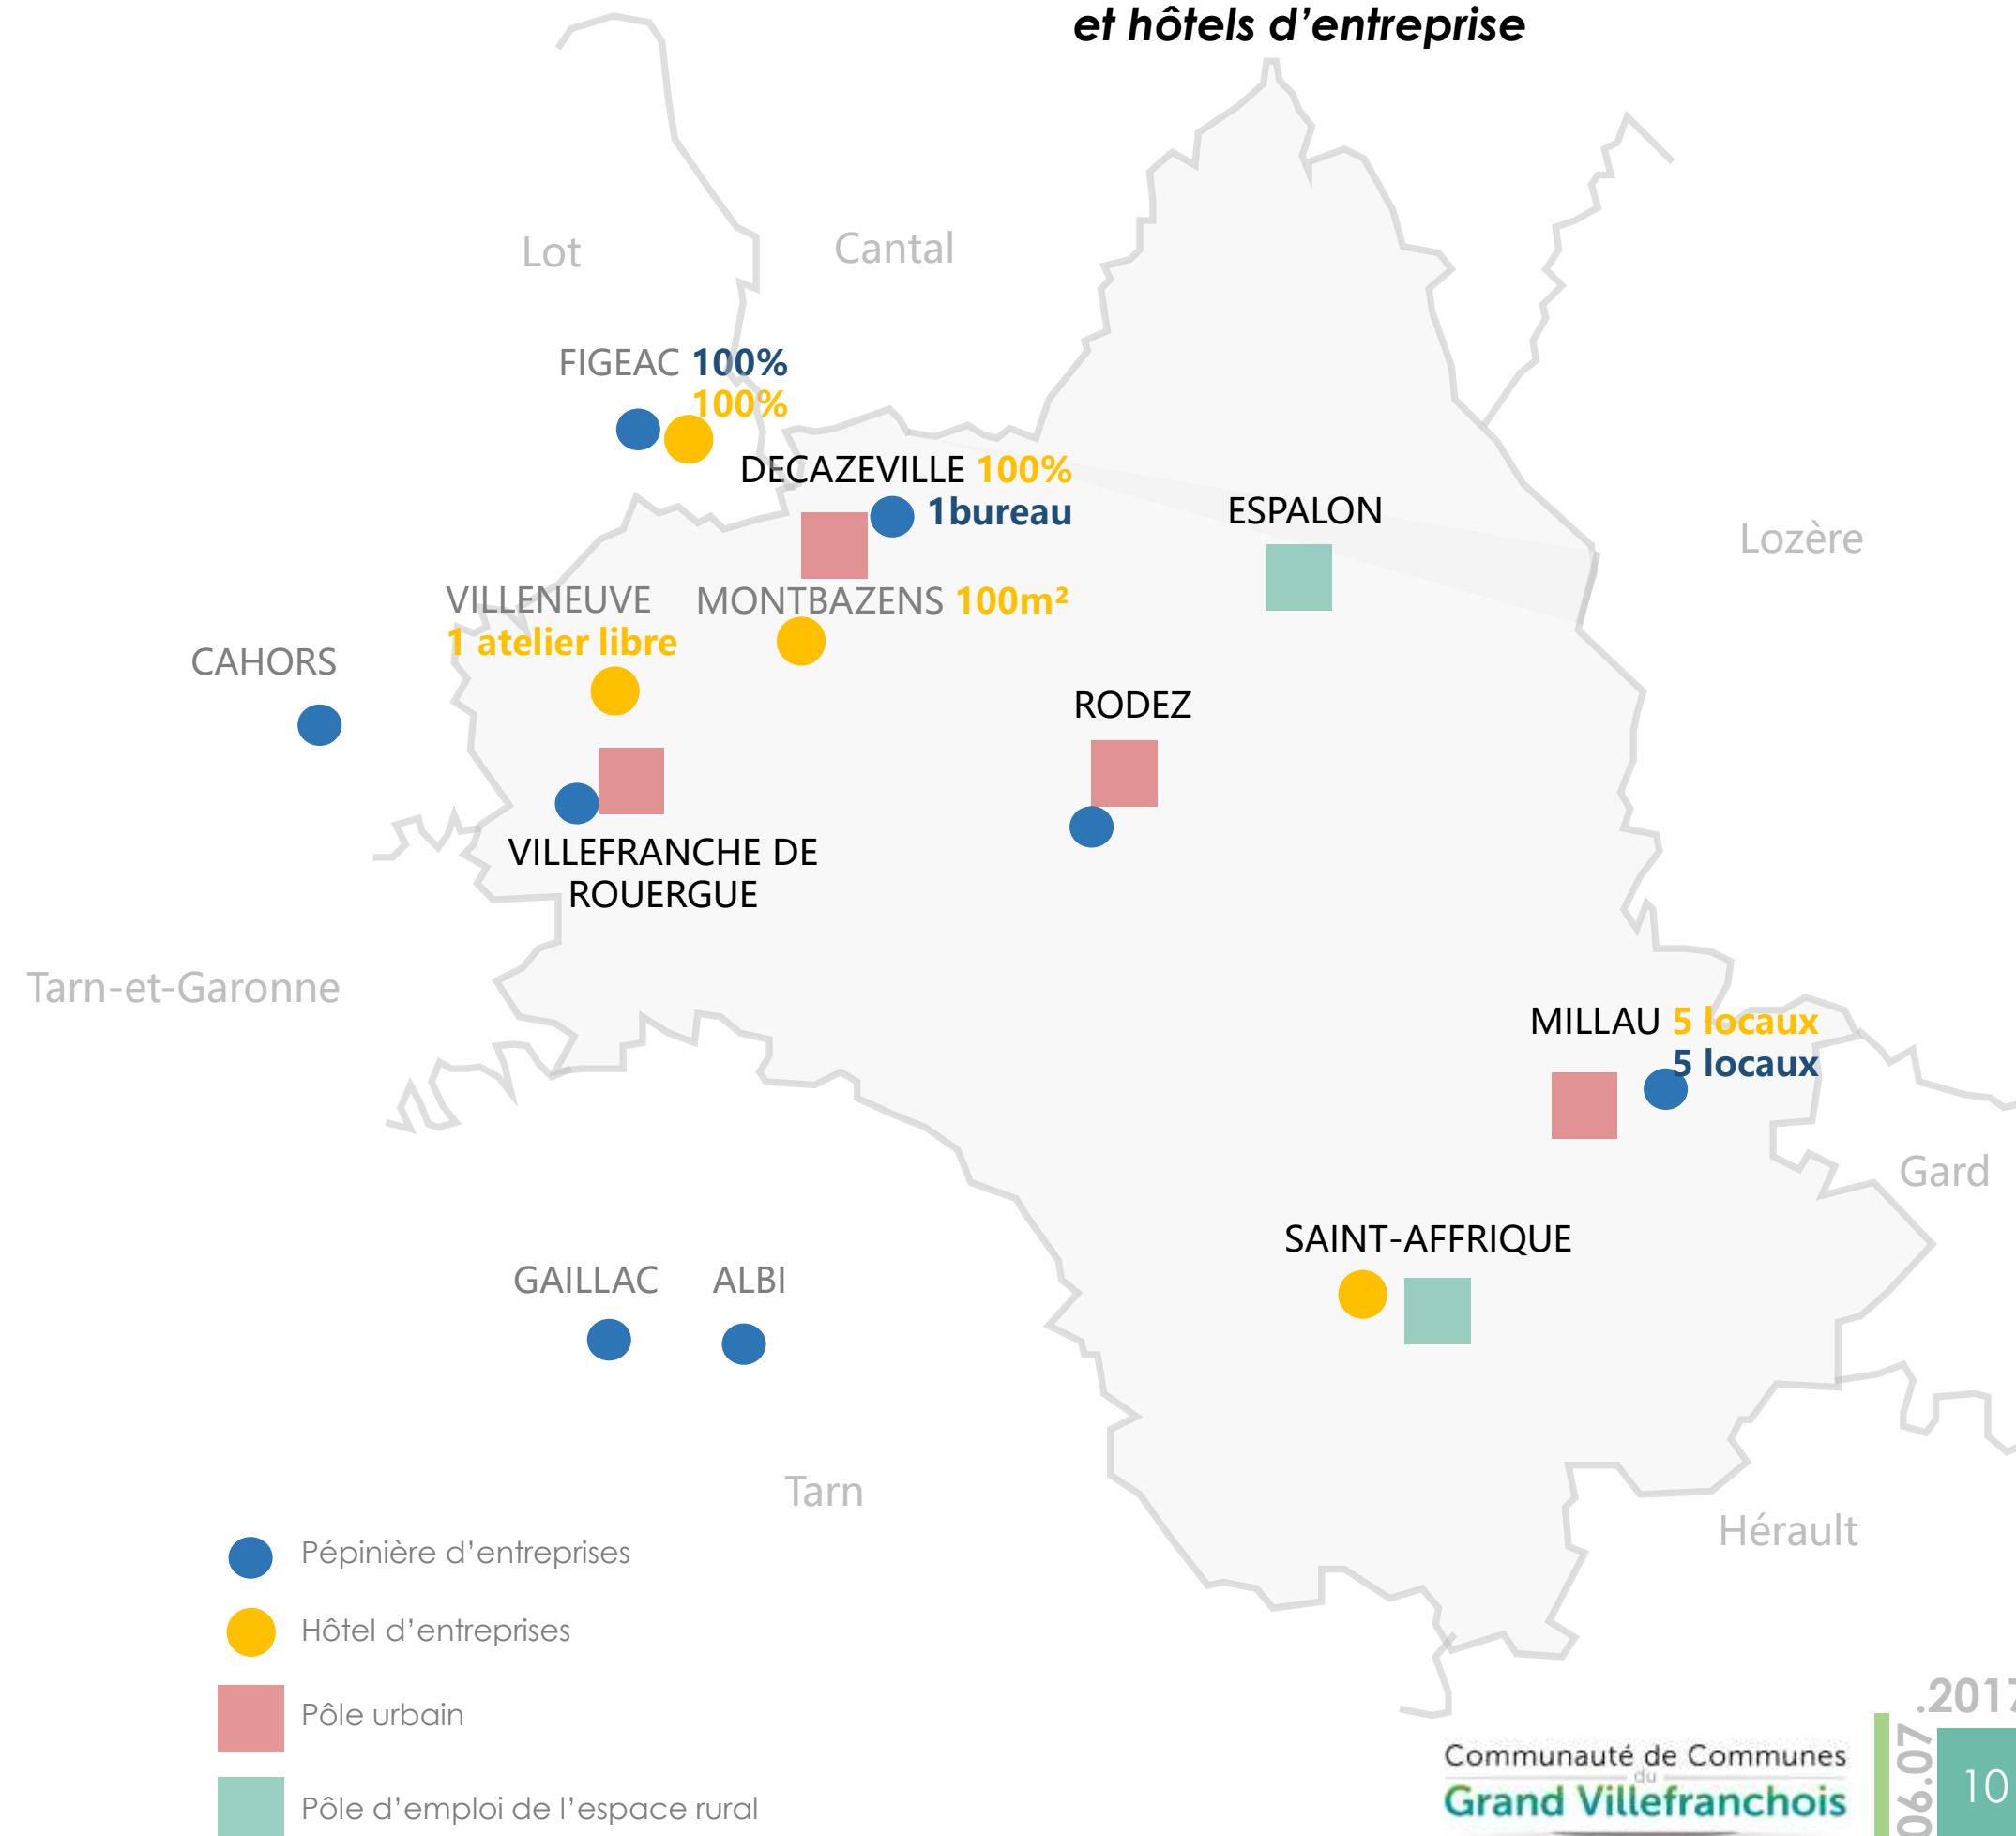 et hôtels d’entreprise
Lot
Cantal
FIGEAC 100%
100%
DECAZEVILLE 100%
1bureau
ESPALON
Lozère
VILLENEUVE
1 atelier libre
MONTBAZENS 100m²
CAHORS
RODEZ
VILLEFRANCHE DE
ROUERGUE
Tarn-et-Garonne
MILLAU 5 locaux
5 locaux
Gard
SAINT-AFFRIQUE
GAILLAC
ALBI
Tarn
Hérault
Pépinière d’entreprises
Hôtel d’entreprises
Pôle urbain
Pôle d’emploi de l’espace rural
Communauté de Communes
du
Grand Villefranchois
06.07
.2017
10